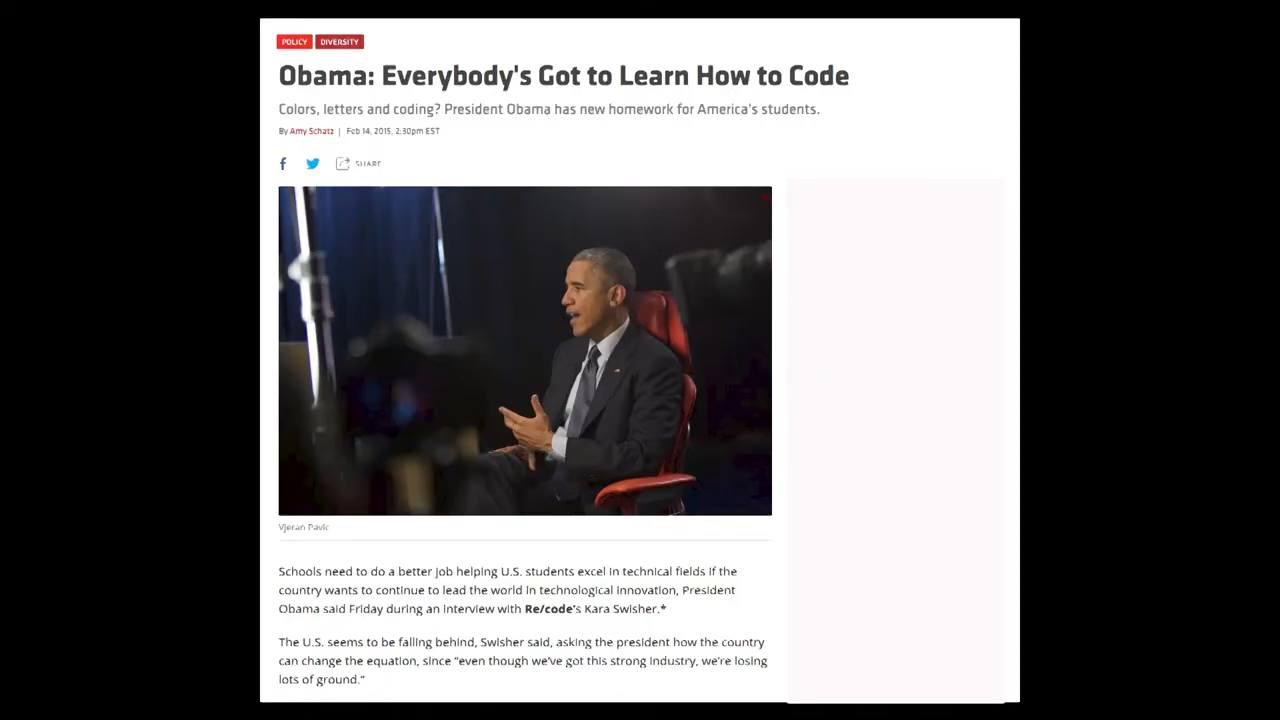 POLICY DIVERSITY
Obama: Everybody's Got to Learn How to Code
Colors, letters and coding? President Obama has new homework for America's students.
By Amy Schatz | Feb 14, 2015, 2:30pm EST
SHARE
Vjeran Pavic
Schools need to do a better job helping U.S. students excel in technical fields if the
country wants to continue to lead the world in technological innovation, President
Obama said Friday during an interview with Re/code's Kara Swisher.*
The U.S. seems to be falling behind, Swisher said, asking the president how the country
can change the equation, since “even though we've got this strong industry, we're losing
lots of ground.”